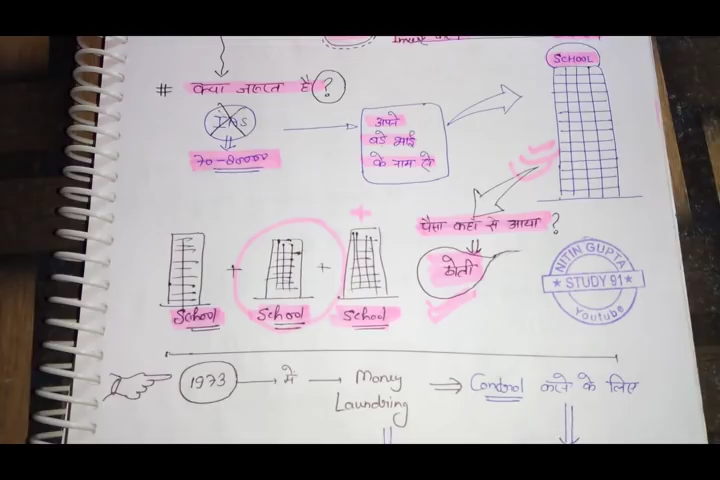 SCHOOL
# क्या जरूरत है ?
IAS
70-80000
अपने
बडे भाई
के नाम से
पैसा कहा से आया ?
खेती
+
+
+
School
School
School
NITIN GUPTA
★ STUDY 91 ★
Youtube
1973 में Money Control करने के लिए
Laundring